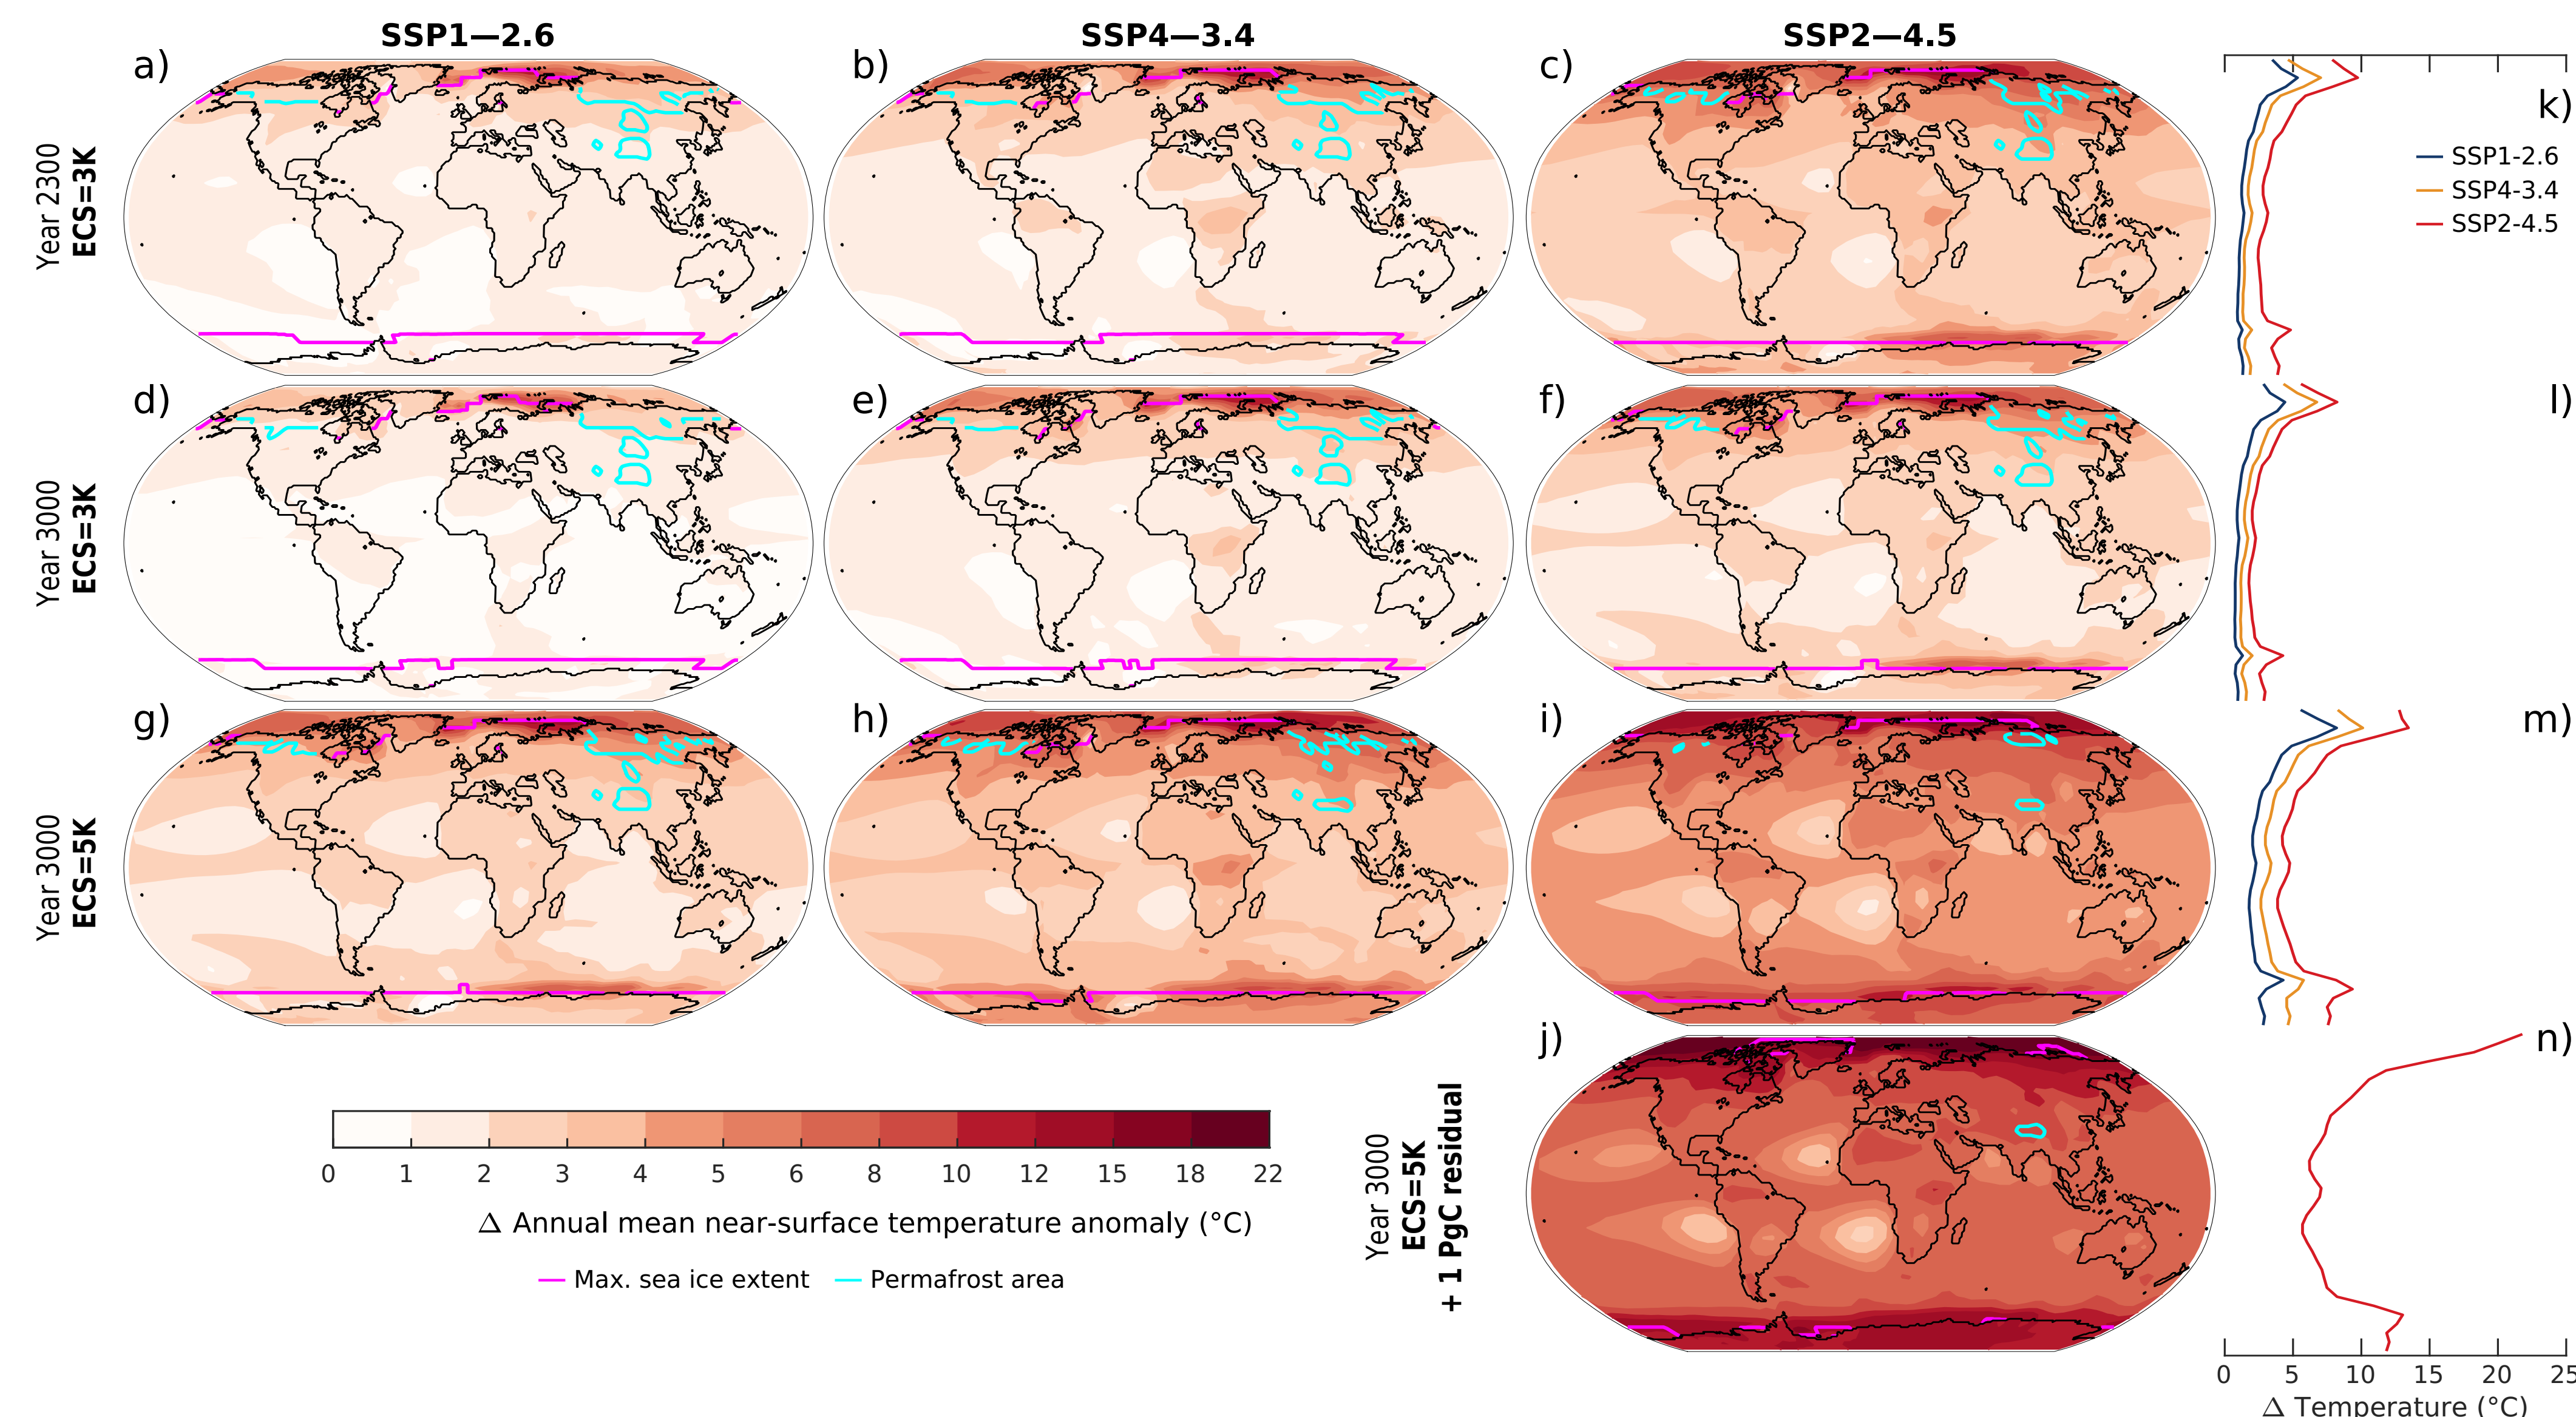 SSP1—2.6
SSP4—3.4
SSP2—4.5
a)
b)
c)
k)
Year 2300
ECS=3K
SSP1-2.6
SSP4-3.4
SSP2-4.5
d)
e)
f)
l)
Year 3000
ECS=3K
g)
h)
i)
m)
Year 3000
ECS=5K
j)
n)
Year 3000
ECS=5K
+ 1 PgC residual
0 1 2 3 4 5 6 8 10 12 15 18 22
Δ Annual mean near-surface temperature anomaly (°C)
Max. sea ice extent
Permafrost area
0 5 10 15 20 25
Δ Temperature (°C)